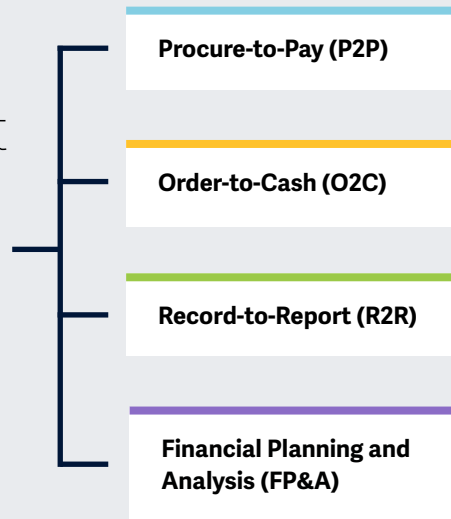 Procure-to-Pay (P2P)
Order-to-Cash (O2C)
Record-to-Report (R2R)
Financial Planning and
Analysis (FP&A)